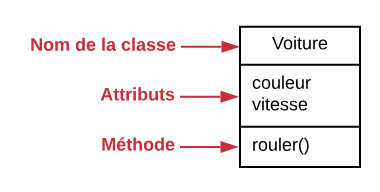 Nom de la classe
Voiture
Attributs
couleur
vitesse
Méthode
rouler()